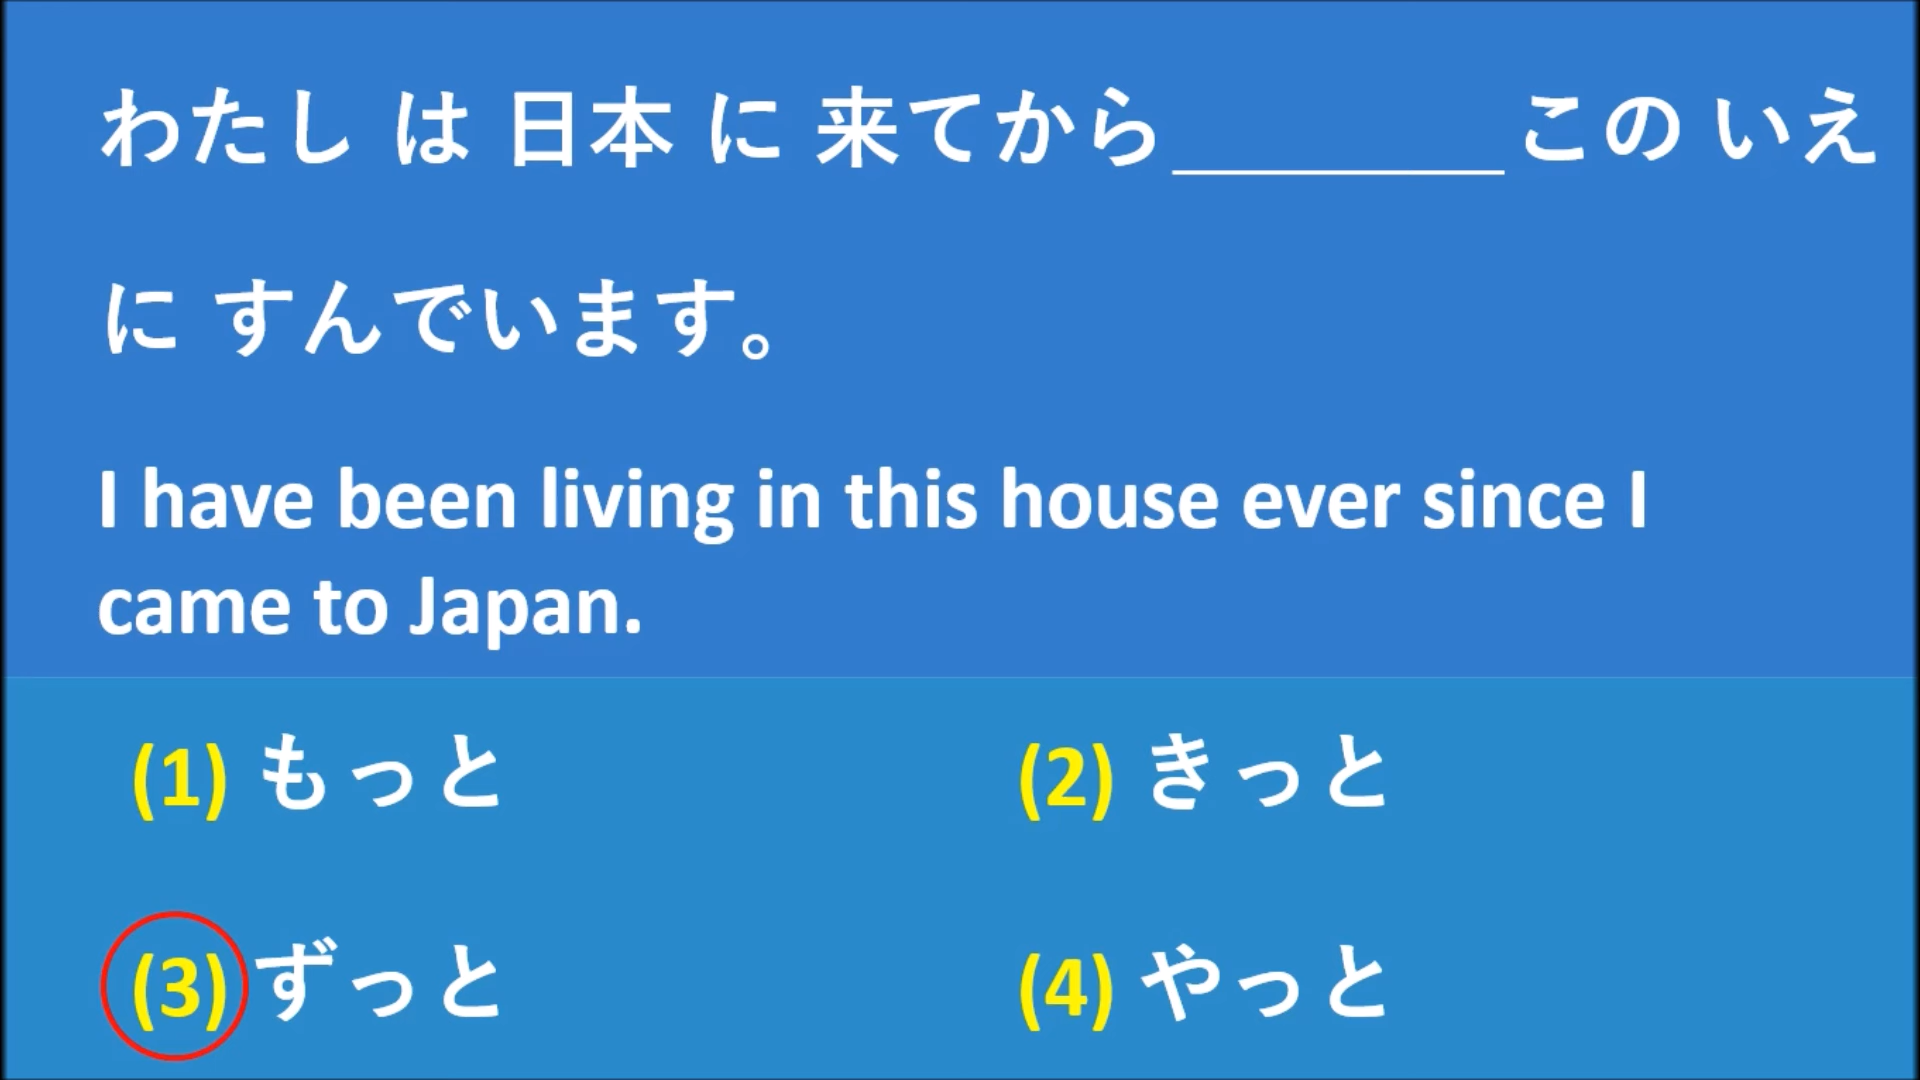 わたし は 日本 に 来てから________この いえ
に すんでいます。
I have been living in this house ever since I
came to Japan.
(1) もっと
(2) きっと
(3) ずっと
(4) やっと